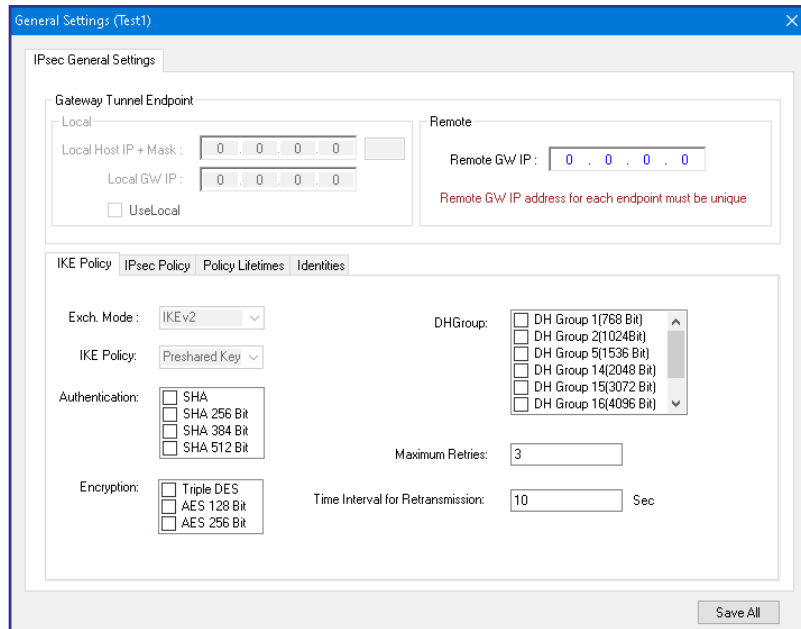 General Settings (Test1)
IPsec General Settings
Gateway Tunnel Endpoint
Local
Local Host IP + Mask :
0 . 0 . 0 . 0
Local GW IP :
0 . 0 . 0 . 0
UseLocal
Remote
Remote GW IP :
0 . 0 . 0 . 0
Remote GW IP address for each endpoint must be unique
IKE Policy IPsec Policy Policy Lifetimes Identities
Exch. Mode :
IKEv2
IKE Policy:
Preshared Key
Authentication:
SHA
SHA 256 Bit
SHA 384 Bit
SHA 512 Bit
Encryption:
Triple DES
AES 128 Bit
AES 256 Bit
DHGroup:
DH Group 1(768 Bit)
DH Group 2(1024Bit)
DH Group 5(1536 Bit)
DH Group 14(2048 Bit)
DH Group 15(3072 Bit)
DH Group 16(4096 Bit)
Maximum Retries:
3
Time Interval for Retransmission:
10
Sec
Save All